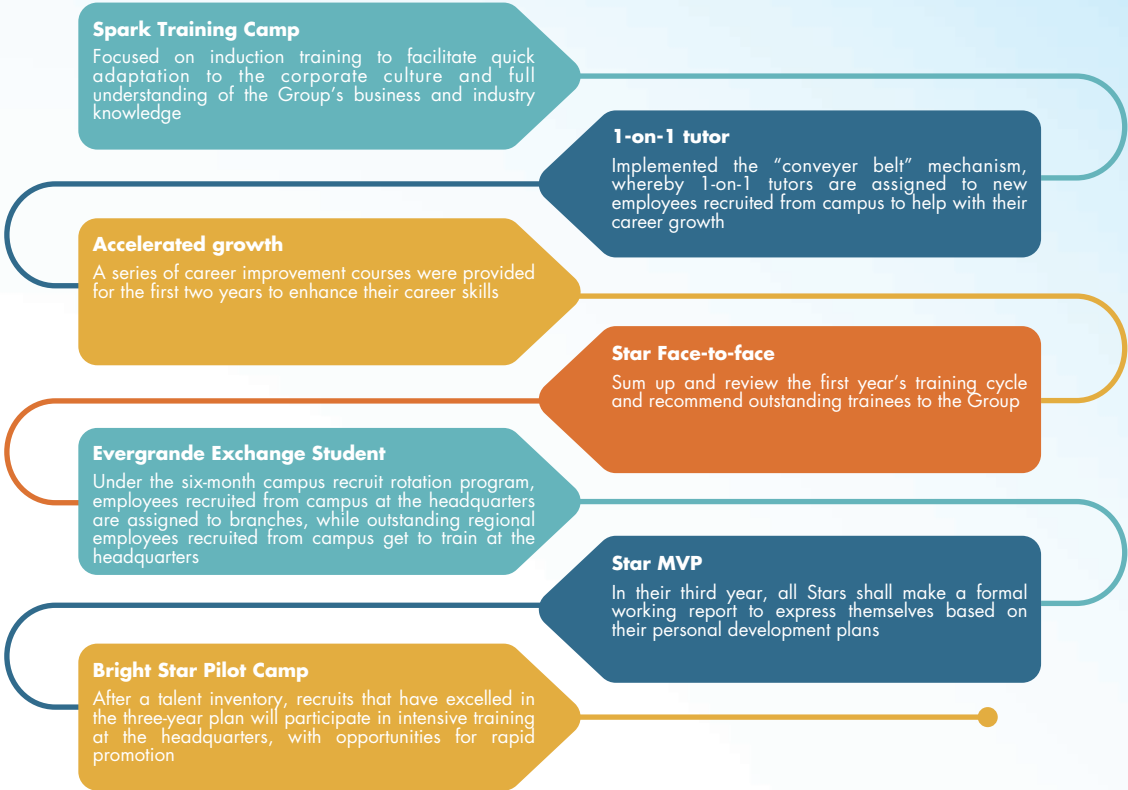 Spark Training Camp
Focused on induction training to facilitate quick
adaptation to the corporate culture and full
understanding of the Group's business and industry
knowledge
1-on-1 tutor
Implemented the “conveyer belt” mechanism,
whereby 1-on-1 tutors are assigned to new
employees recruited from campus to help with their
career growth
Accelerated growth
A series of career improvement courses were provided
for the first two years to enhance their career skills
Star Face-to-face
Sum up and review the first year's training cycle
and recommend outstanding trainees to the Group
Evergrande Exchange Student
Under the six-month campus recruit rotation program,
employees recruited from campus at the headquarters
are assigned to branches, while outstanding regional
employees recruited from campus get to train at the
headquarters
Star MVP
In their third year, all Stars shall make a formal
working report to express themselves based on
their personal development plans
Bright Star Pilot Camp
After a talent inventory, recruits that have excelled in
the three-year plan will participate in intensive training
at the headquarters, with opportunities for rapid
promotion